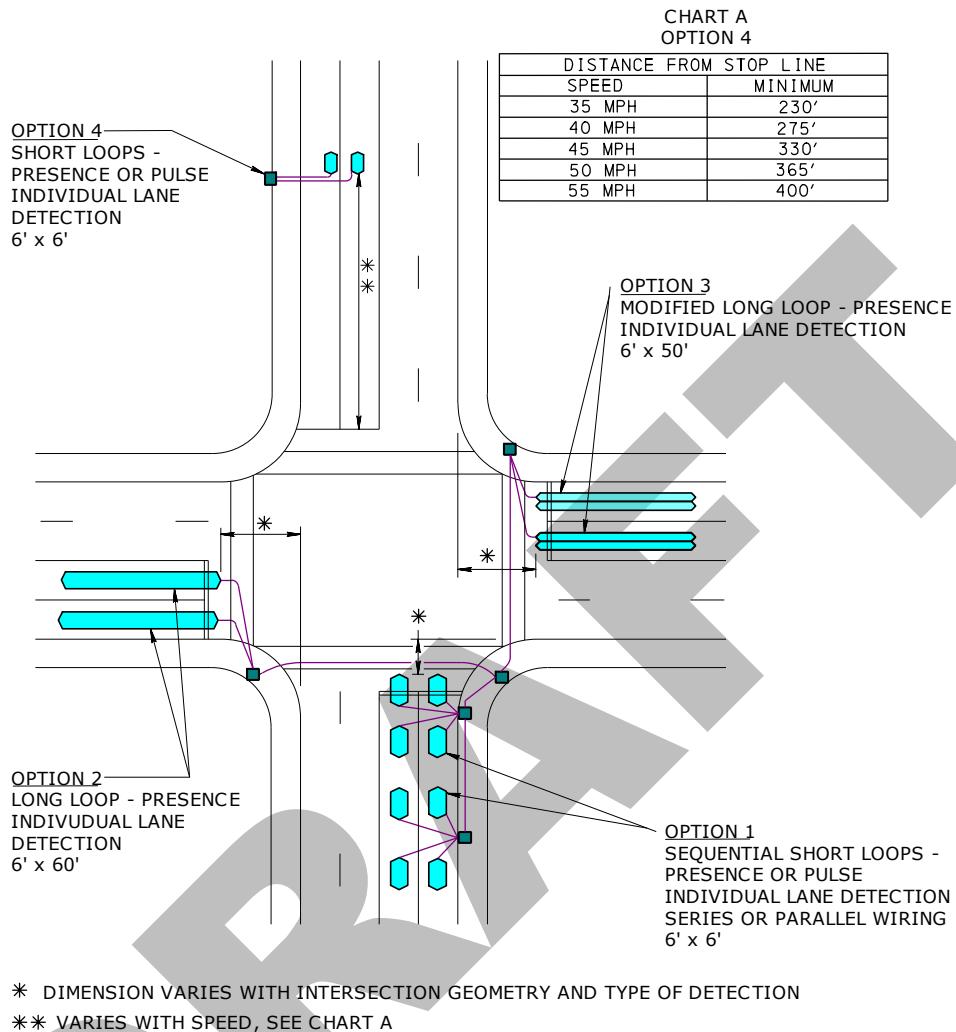 CHART A
OPTION 4
DISTANCE FROM STOP LINE
SPEED MINIMUM
35 MPH 230′
40 MPH 275′
45 MPH 330′
50 MPH 365′
55 MPH 400′
OPTION 4
SHORT LOOPS -
PRESENCE OR PULSE
INDIVIDUAL LANE
DETECTION
6' x 6'
**
OPTION 3
MODIFIED LONG LOOP - PRESENCE
INDIVIDUAL LANE DETECTION
6' x 50'
*
*
*
OPTION 2
LONG LOOP - PRESENCE
INDIVUDUAL LANE
DETECTION
6' x 60'
OPTION 1
SEQUENTIAL SHORT LOOPS -
PRESENCE OR PULSE
INDIVIDUAL LANE DETECTION
SERIES OR PARALLEL WIRING
6' x 6'
* DIMENSION VARIES WITH INTERSECTION GEOMETRY AND TYPE OF DETECTION
** VARIES WITH SPEED, SEE CHART A
DRAFT